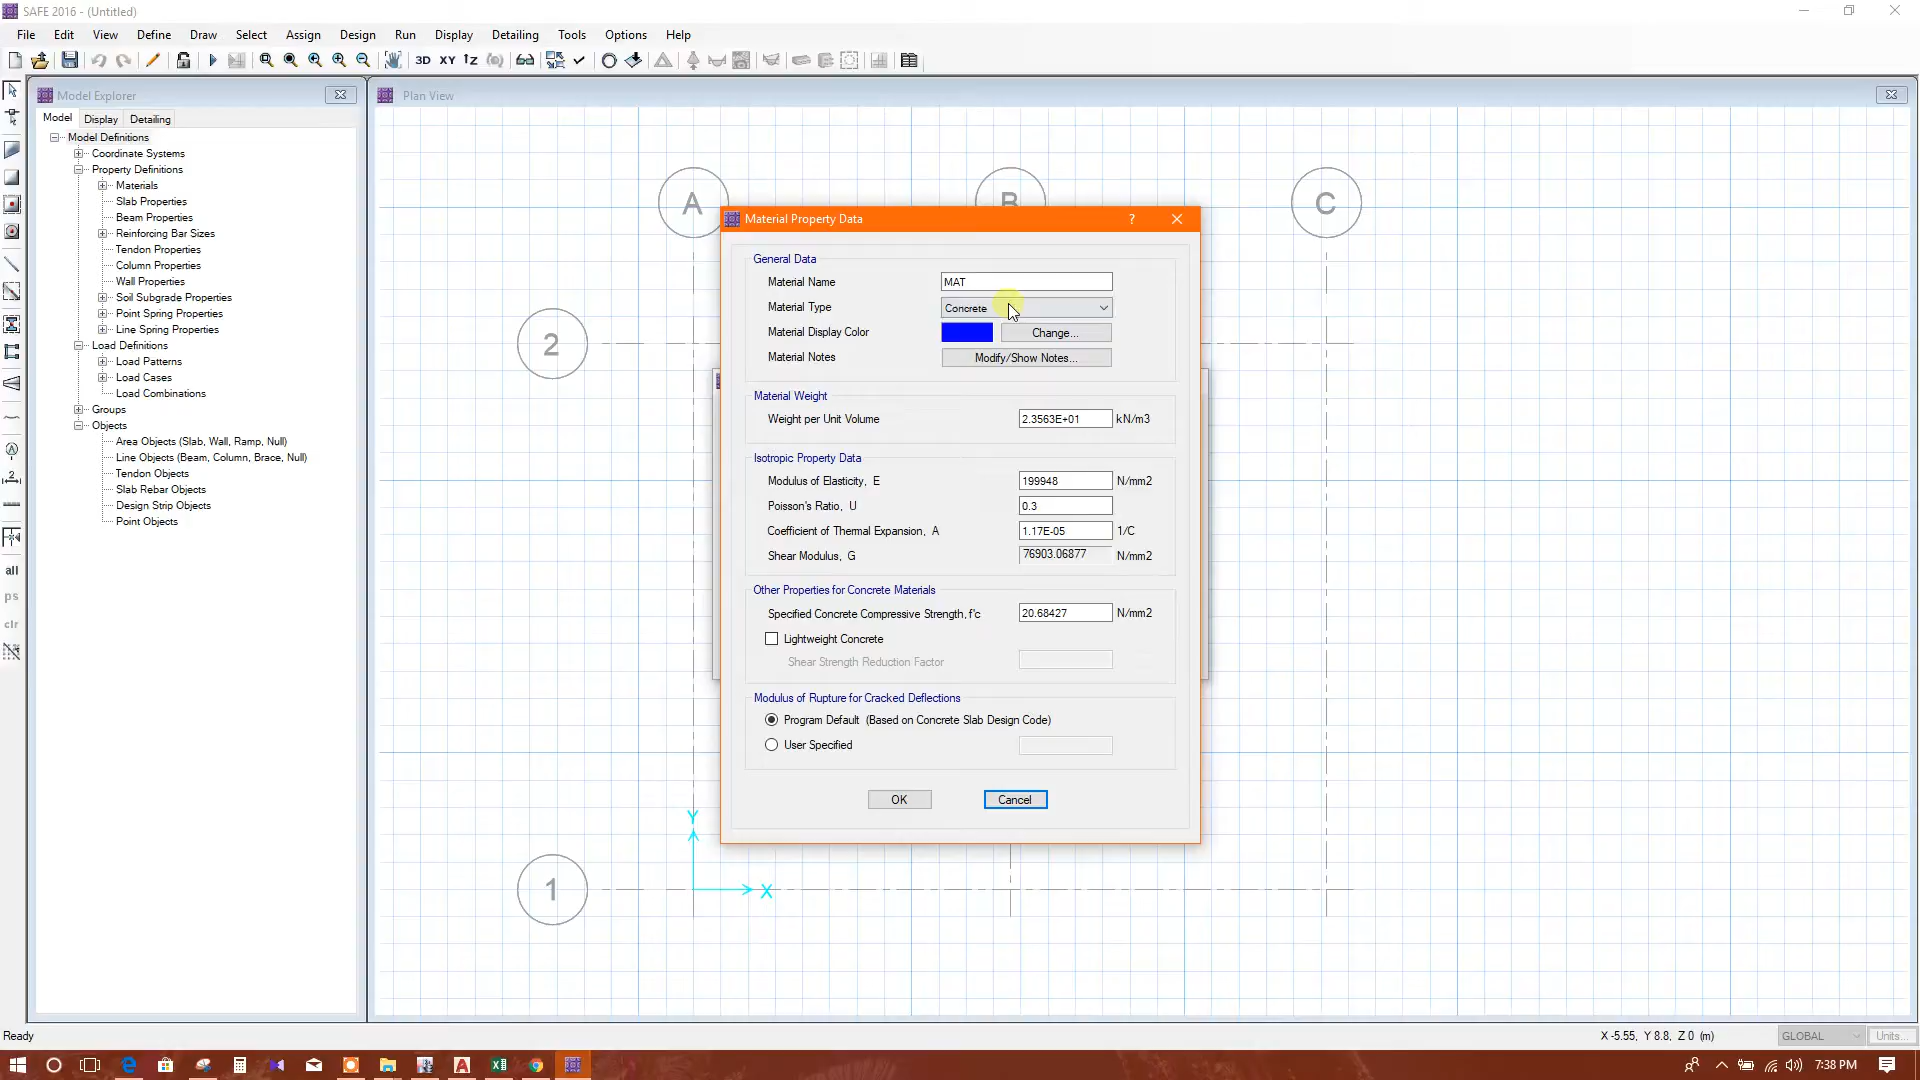 SAFE 2016 - (Untitled)
File Edit View Define Draw Select Assign Design Run Display Detailing Tools Options Help
3D XY
Model Explorer
Plan View
Model Display Detailing
Model Definitions
Coordinate Systems
Property Definitions
Materials
Slab Properties
Beam Properties
Reinforcing Bar Sizes
Tendon Properties
Column Properties
Wall Properties
Soil Subgrade Properties
Point Spring Properties
Line Spring Properties
Load Definitions
Load Patterns
Load Cases
Load Combinations
Groups
Objects
Area Objects (Slab, Wall, Ramp, Null)
Line Objects (Beam, Column, Brace, Null)
Tendon Objects
Slab Rebar Objects
Design Strip Objects
Point Objects
all
ps
clr
A B C
2
1
Y
X
Material Property Data
?
General Data
Material Name MAT
Material Type Concrete
Material Display Color Change...
Material Notes Modify/Show Notes...
Material Weight
Weight per Unit Volume 2.3563E+01 kN/m3
Isotropic Property Data
Modulus of Elasticity, E 199948 N/mm2
Poisson's Ratio, U 0.3
Coefficient of Thermal Expansion, A 1.17E-05 1/C
Shear Modulus, G 76903.06877 N/mm2
Other Properties for Concrete Materials
Specified Concrete Compressive Strength, f'c 20.68427 N/mm2
Lightweight Concrete
Shear Strength Reduction Factor
Modulus of Rupture for Cracked Deflections
Program Default (Based on Concrete Slab Design Code)
User Specified
OK Cancel
Ready
X -5.55, Y 8.8, Z 0 (m)
GLOBAL
Units...
7:38 PM